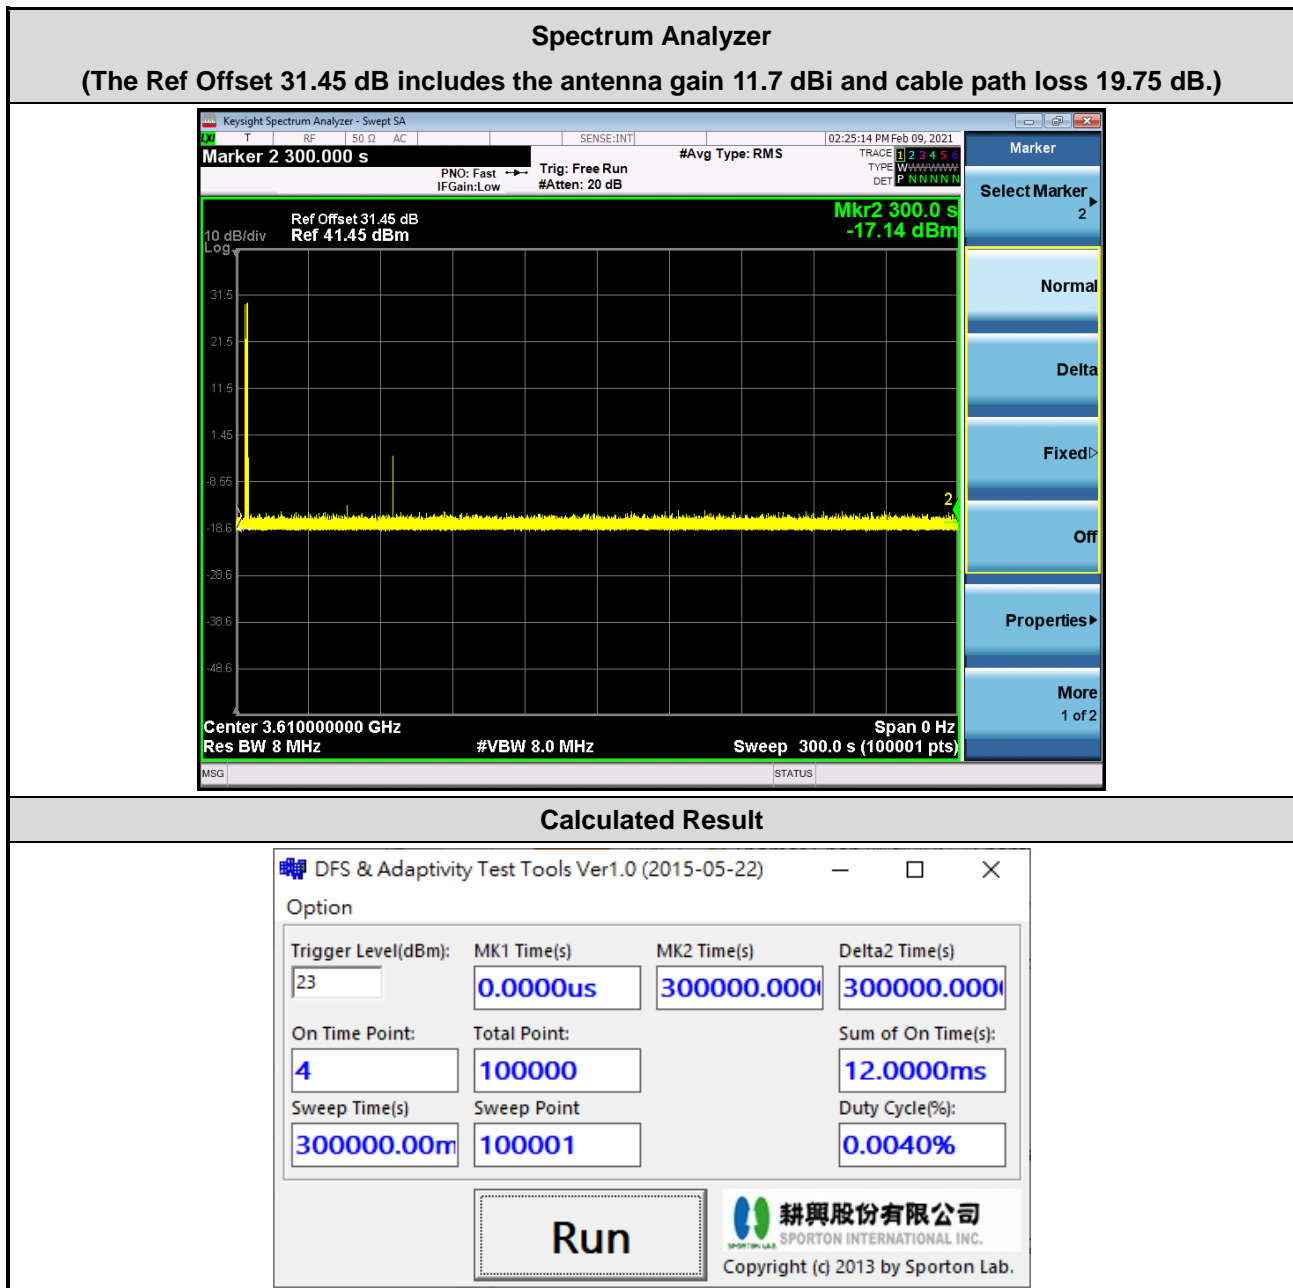 Spectrum Analyzer
(The Ref Offset 31.45 dB includes the antenna gain 11.7 dBi and cable path loss 19.75 dB.)
Keysight Spectrum Analyzer - Swept SA
LXI T RF 50 Ω AC SENSE:INT 02:25:14 PM Feb 09, 2021
Marker 2 300.000 s
PNO: Fast
IFGain:Low
Trig: Free Run
#Atten: 20 dB
#Avg Type: RMS
TRACE 1 2 3 4 5 6
TYPE WWWWWW
DET P N N N N N
Marker
Select Marker
2
Normal
Delta
Fixed
Off
Properties
More
1 of 2
Ref Offset 31.45 dB
10 dB/div Ref 41.45 dBm
Log
Mkr2 300.0 s
-17.14 dBm
31.5
21.5
11.5
1.45
-8.55
-18.6
-28.6
-38.6
-48.6
2
Center 3.610000000 GHz Span 0 Hz
Res BW 8 MHz #VBW 8.0 MHz Sweep 300.0 s (100001 pts)
MSG STATUS
Calculated Result
DFS & Adaptivity Test Tools Ver1.0 (2015-05-22)
Option
Trigger Level(dBm): MK1 Time(s) MK2 Time(s) Delta2 Time(s)
23 0.0000us 300000.000 300000.000
On Time Point: Total Point: Sum of On Time(s):
4 100000 12.0000ms
Sweep Time(s) Sweep Point Duty Cycle(%):
300000.00m 100001 0.0040%
Run
耕興股份有限公司
SPORTON LAB. SPORTON INTERNATIONAL INC.
Copyright (c) 2013 by Sporton Lab.